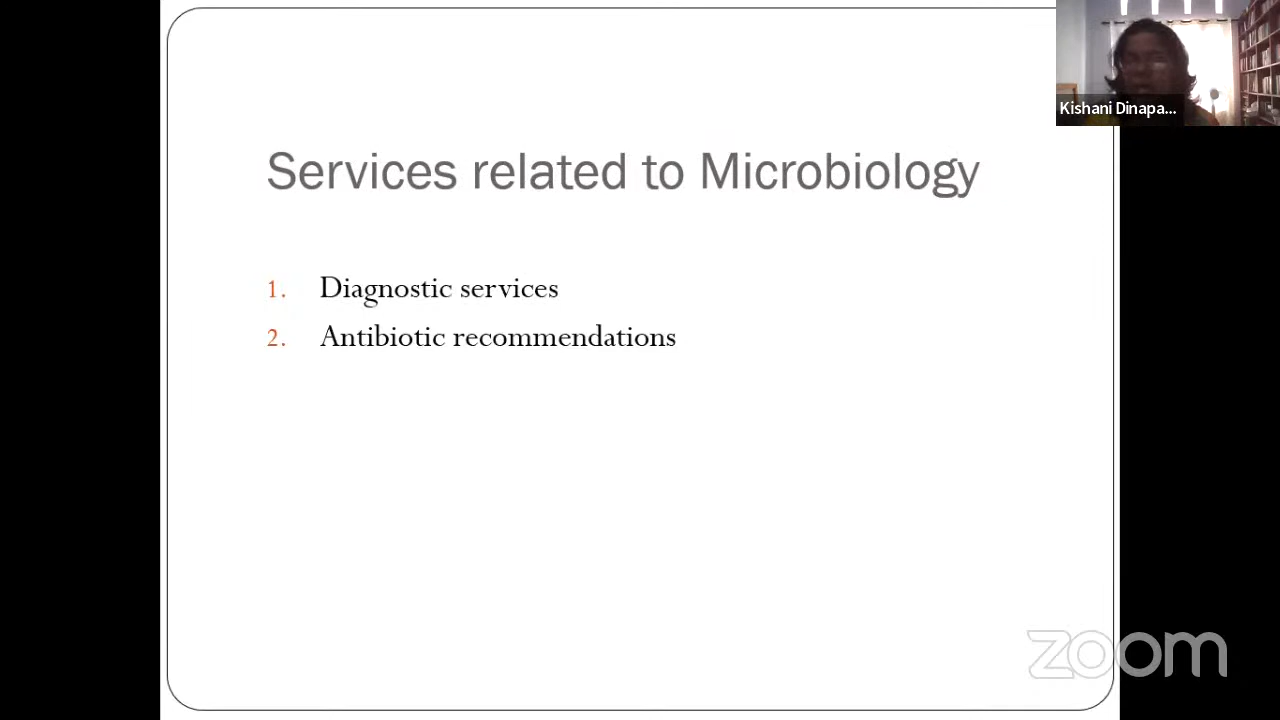 Kishani Dinapa...
Services related to Microbiology
1. Diagnostic services
2. Antibiotic recommendations
zoom